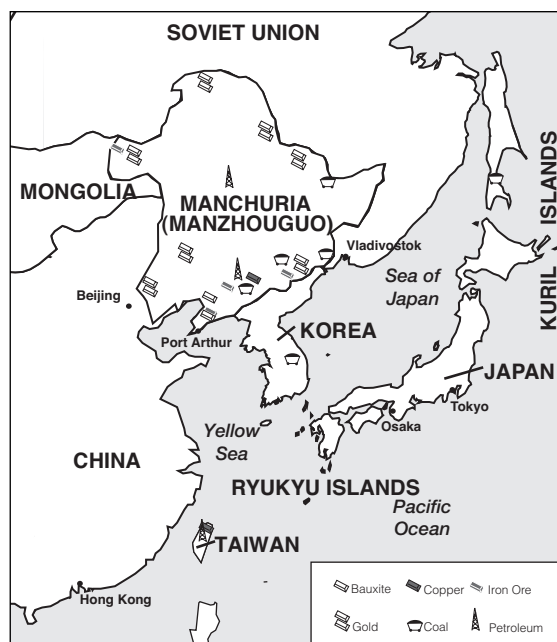 SOVIET UNION
MONGOLIA
MANCHURIA
(MANZHOUGUO)
Vladivostok
KURIL ISLANDS
Sea of
Japan
Beijing
Port Arthur
KOREA
JAPAN
Tokyo
Osaka
Yellow
Sea
CHINA
RYUKYU ISLANDS
Pacific
Ocean
TAIWAN
Hong Kong
Bauxite
Copper
Iron Ore
Gold
Coal
Petroleum